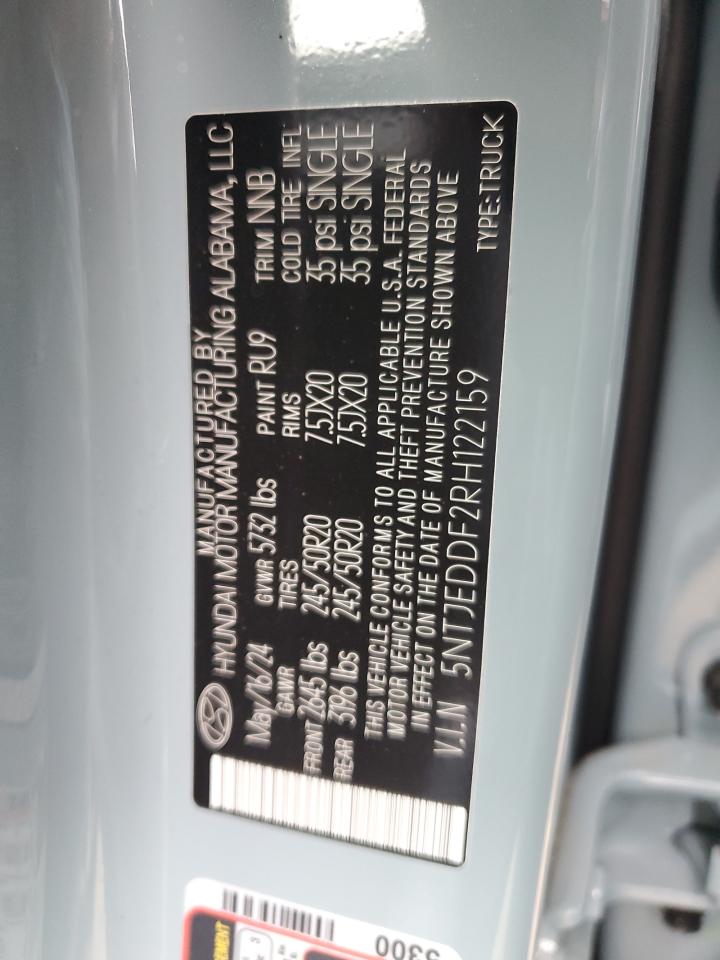 MANUFACTURED BY
HYUNDAI MOTOR MANUFACTURING ALABAMA, LLC
May/16/24 GVWR 5732 lbs PAINT RU9 TRIM NNB
GAWR TIRES RIMS COLD TIRE INFL
FRONT 2645 lbs 245/50R20 7.5JX20 35 psi SINGLE
REAR 3196 lbs 245/50R20 7.5JX20 35 psi SINGLE
THIS VEHICLE CONFORMS TO ALL APPLICABLE U.S.A. FEDERAL
MOTOR VEHICLE SAFETY AND THEFT PREVENTION STANDARDS
IN EFFECT ON THE DATE OF MANUFACTURE SHOWN ABOVE
V.I.N 5NTJEDDF2RH122159 TYPE:TRUCK